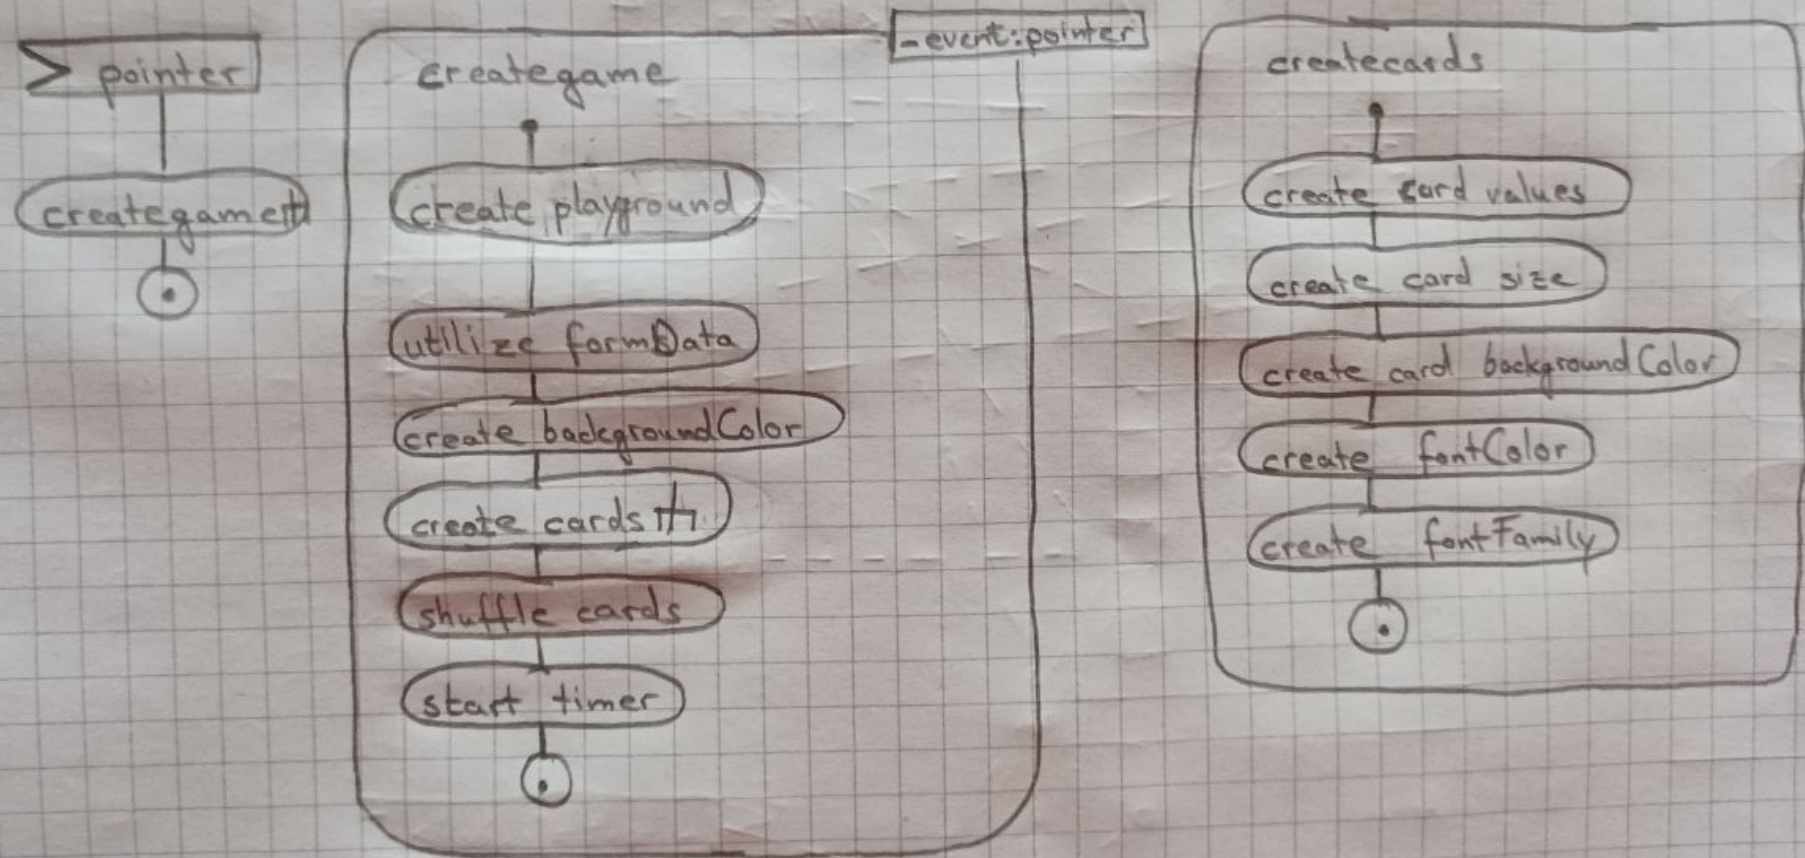 pointer
creategame
creategame
-event:pointer
create playground
utilize formData
create backgroundColor
create cards
shuffle cards
start timer
createcards
create card values
create card size
create card backgroundColor
create fontColor
create fontFamily